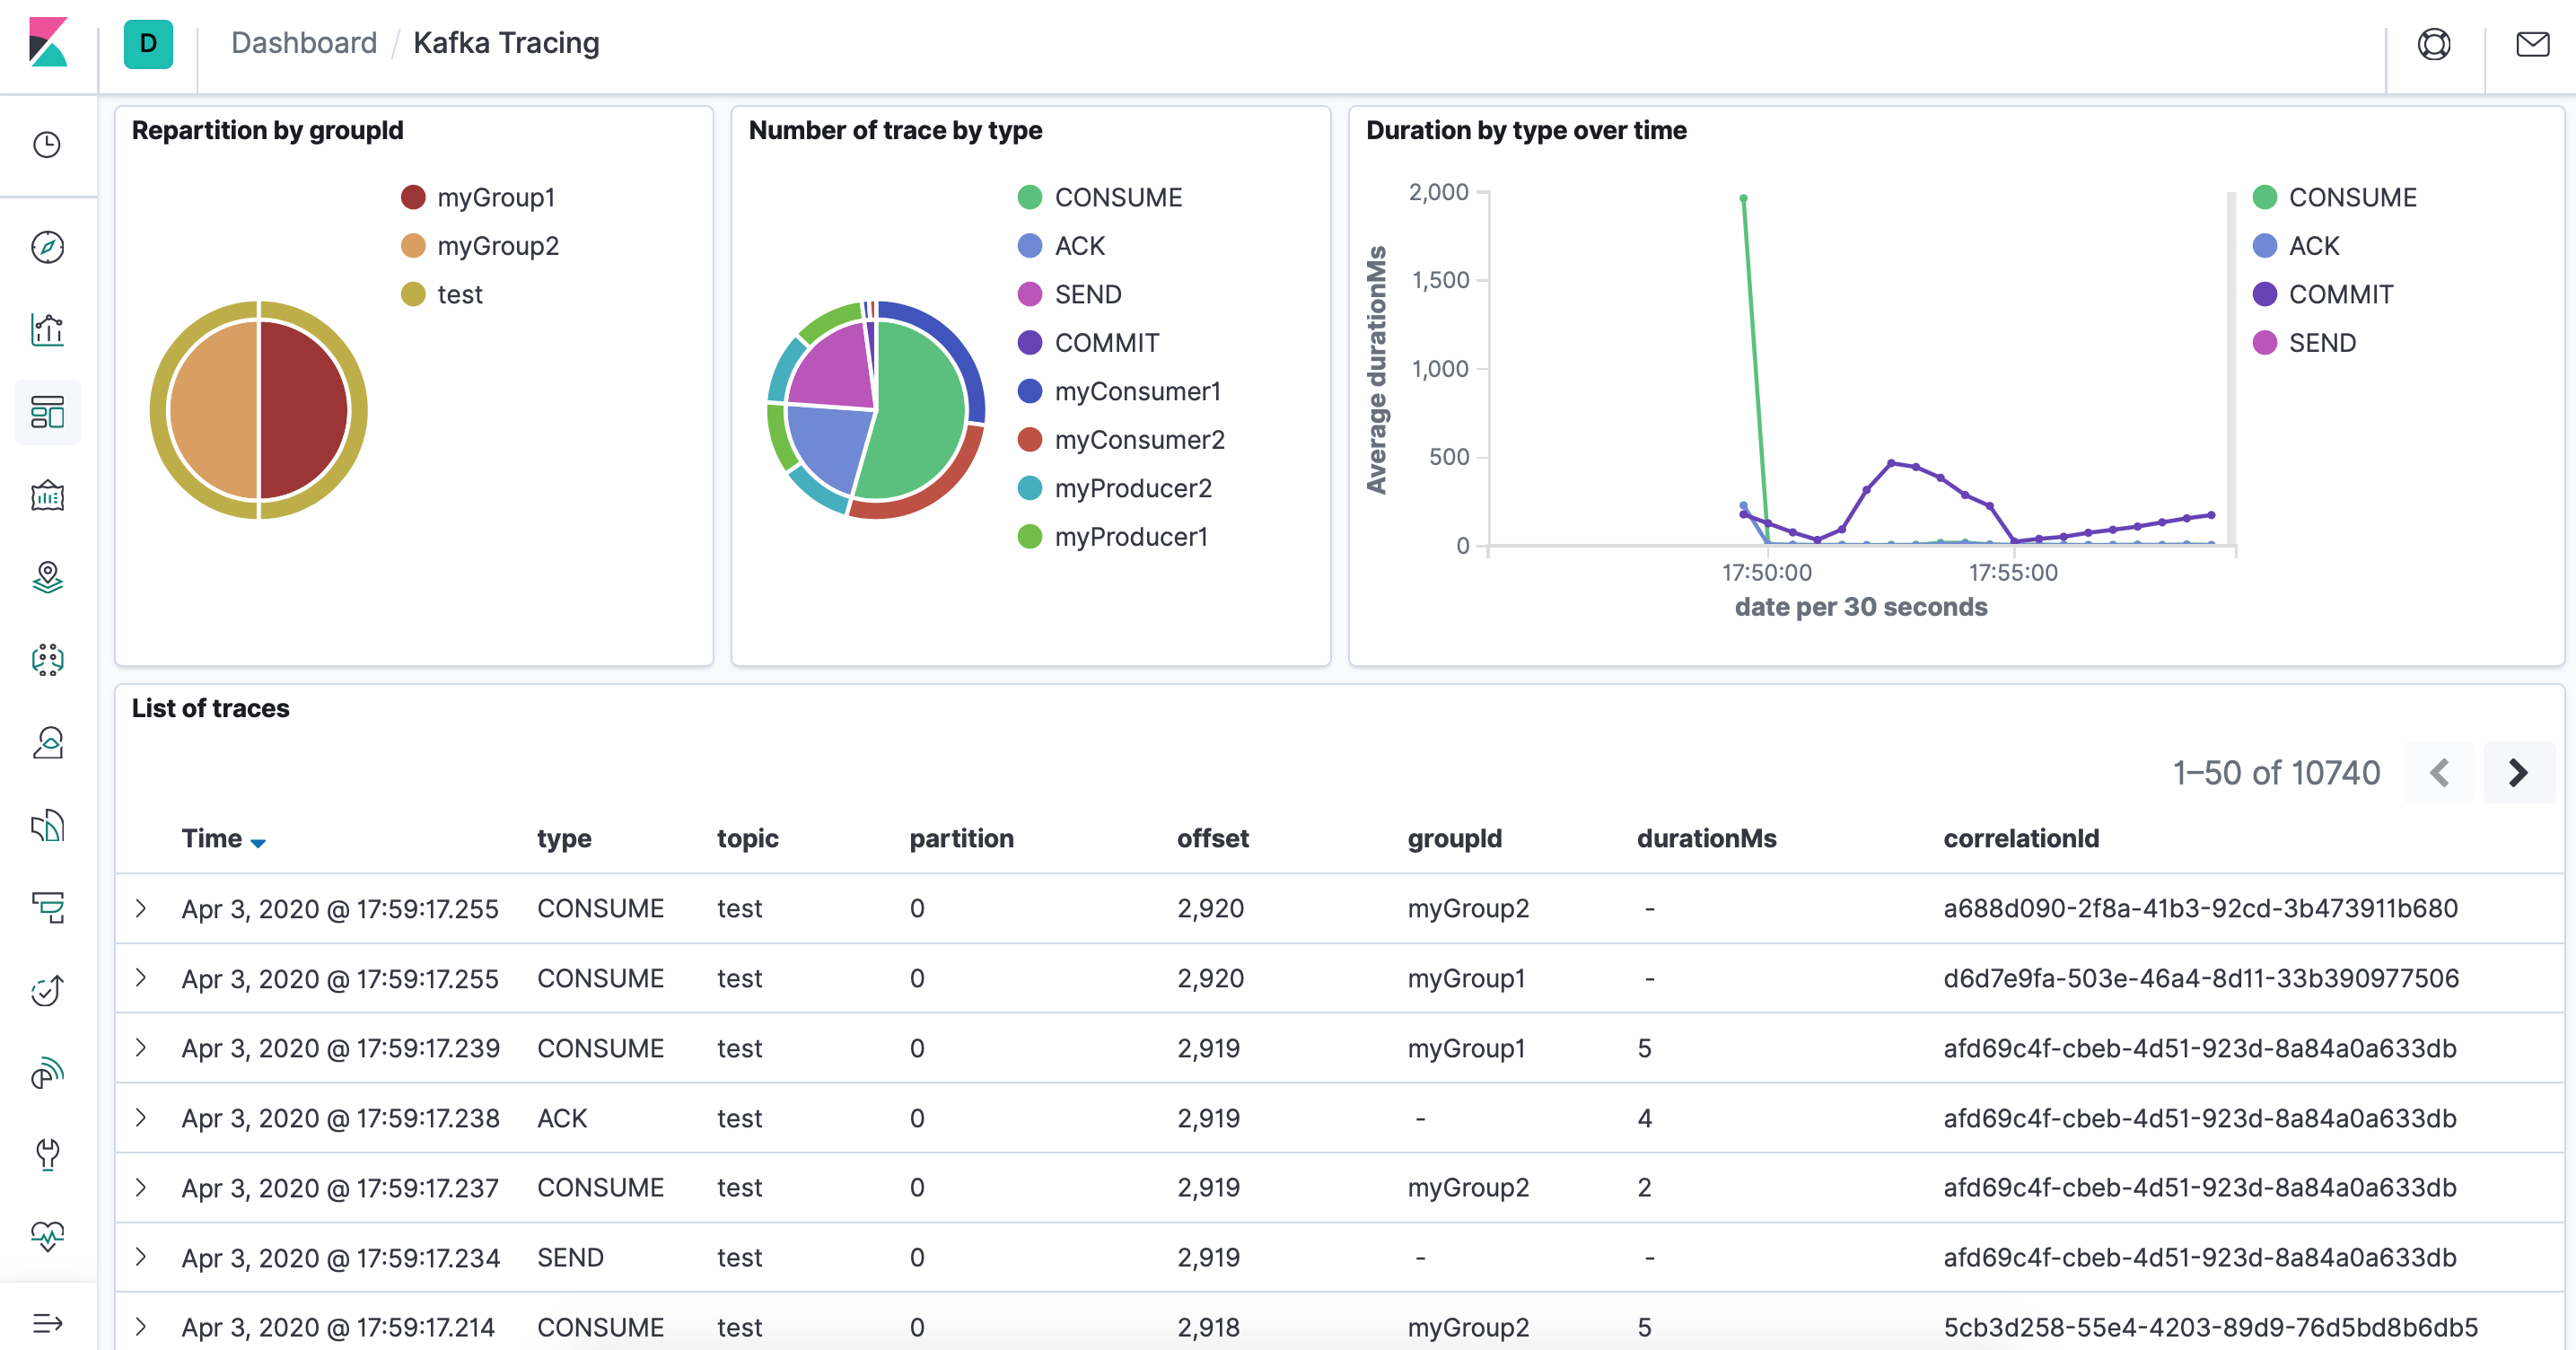 D Dashboard / Kafka Tracing
Repartition by groupId
myGroup1
myGroup2
test
Number of trace by type
CONSUME
ACK
SEND
COMMIT
myConsumer1
myConsumer2
myProducer2
myProducer1
Duration by type over time
Average durationMs
2,000
1,500
1,000
500
0
17:50:00 17:55:00
date per 30 seconds
CONSUME
ACK
COMMIT
SEND
List of traces
1–50 of 10740
Time type topic partition offset groupId durationMs correlationId
Apr 3, 2020 @ 17:59:17.255 CONSUME test 0 2,920 myGroup2 - a688d090-2f8a-41b3-92cd-3b473911b680
Apr 3, 2020 @ 17:59:17.255 CONSUME test 0 2,920 myGroup1 - d6d7e9fa-503e-46a4-8d11-33b390977506
Apr 3, 2020 @ 17:59:17.239 CONSUME test 0 2,919 myGroup1 5 afd69c4f-cbeb-4d51-923d-8a84a0a633db
Apr 3, 2020 @ 17:59:17.238 ACK test 0 2,919 - 4 afd69c4f-cbeb-4d51-923d-8a84a0a633db
Apr 3, 2020 @ 17:59:17.237 CONSUME test 0 2,919 myGroup2 2 afd69c4f-cbeb-4d51-923d-8a84a0a633db
Apr 3, 2020 @ 17:59:17.234 SEND test 0 2,919 - - afd69c4f-cbeb-4d51-923d-8a84a0a633db
Apr 3, 2020 @ 17:59:17.214 CONSUME test 0 2,918 myGroup2 5 5cb3d258-55e4-4203-89d9-76d5bd8b6db5